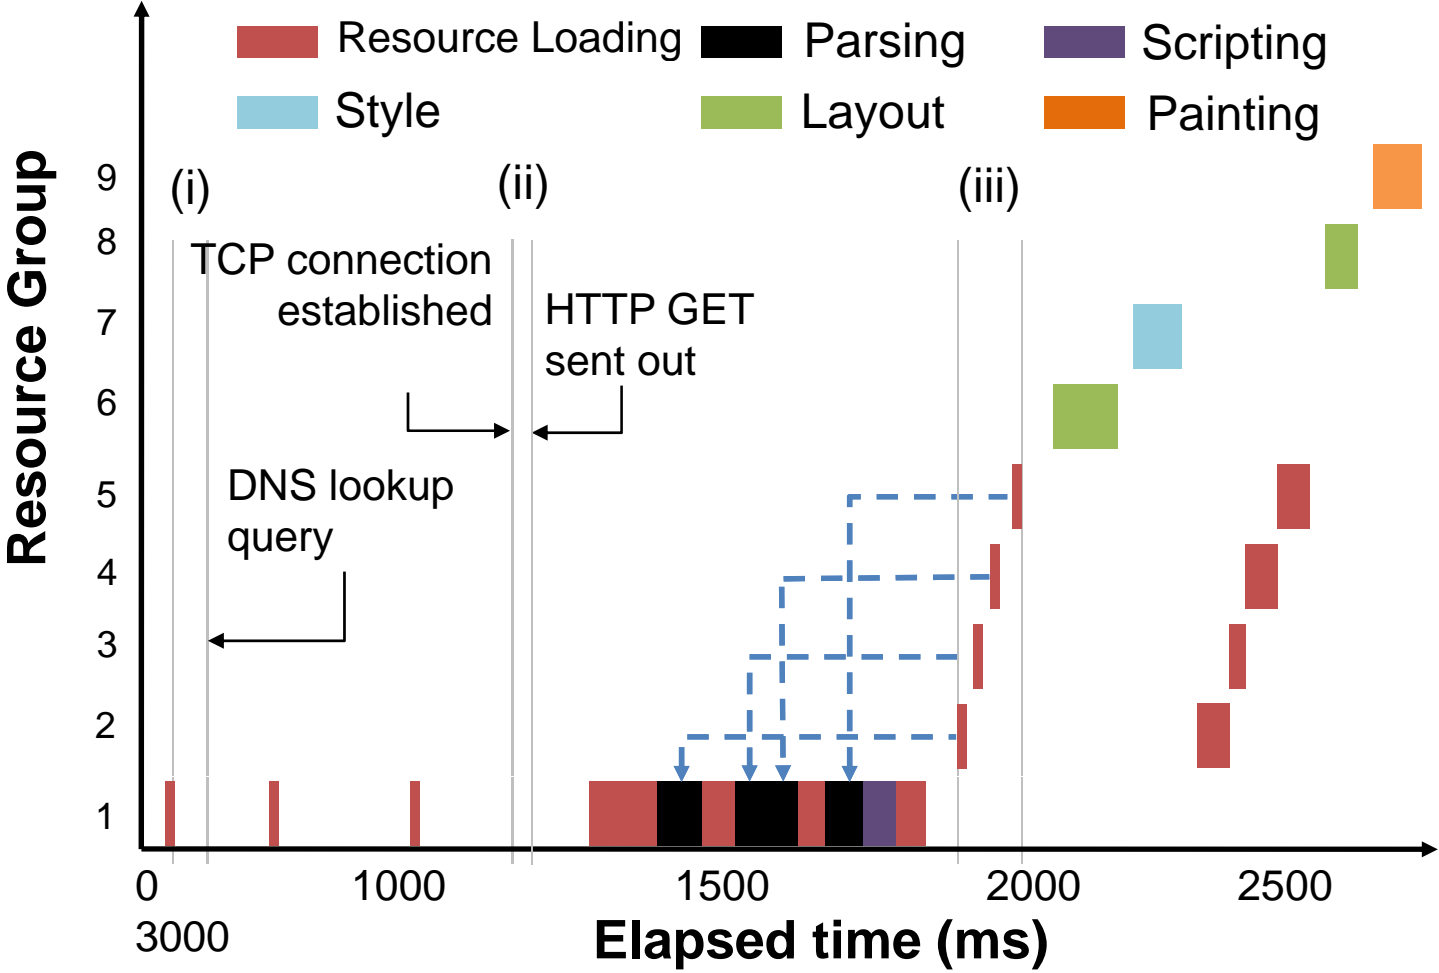 Resource Loading
Parsing
Scripting
Style
Layout
Painting
Resource Group
9
8
7
6
5
4
3
2
1
(i)
(ii)
(iii)
TCP connection
established
HTTP GET
sent out
DNS lookup
query
0
1000
1500
2000
2500
3000
Elapsed time (ms)